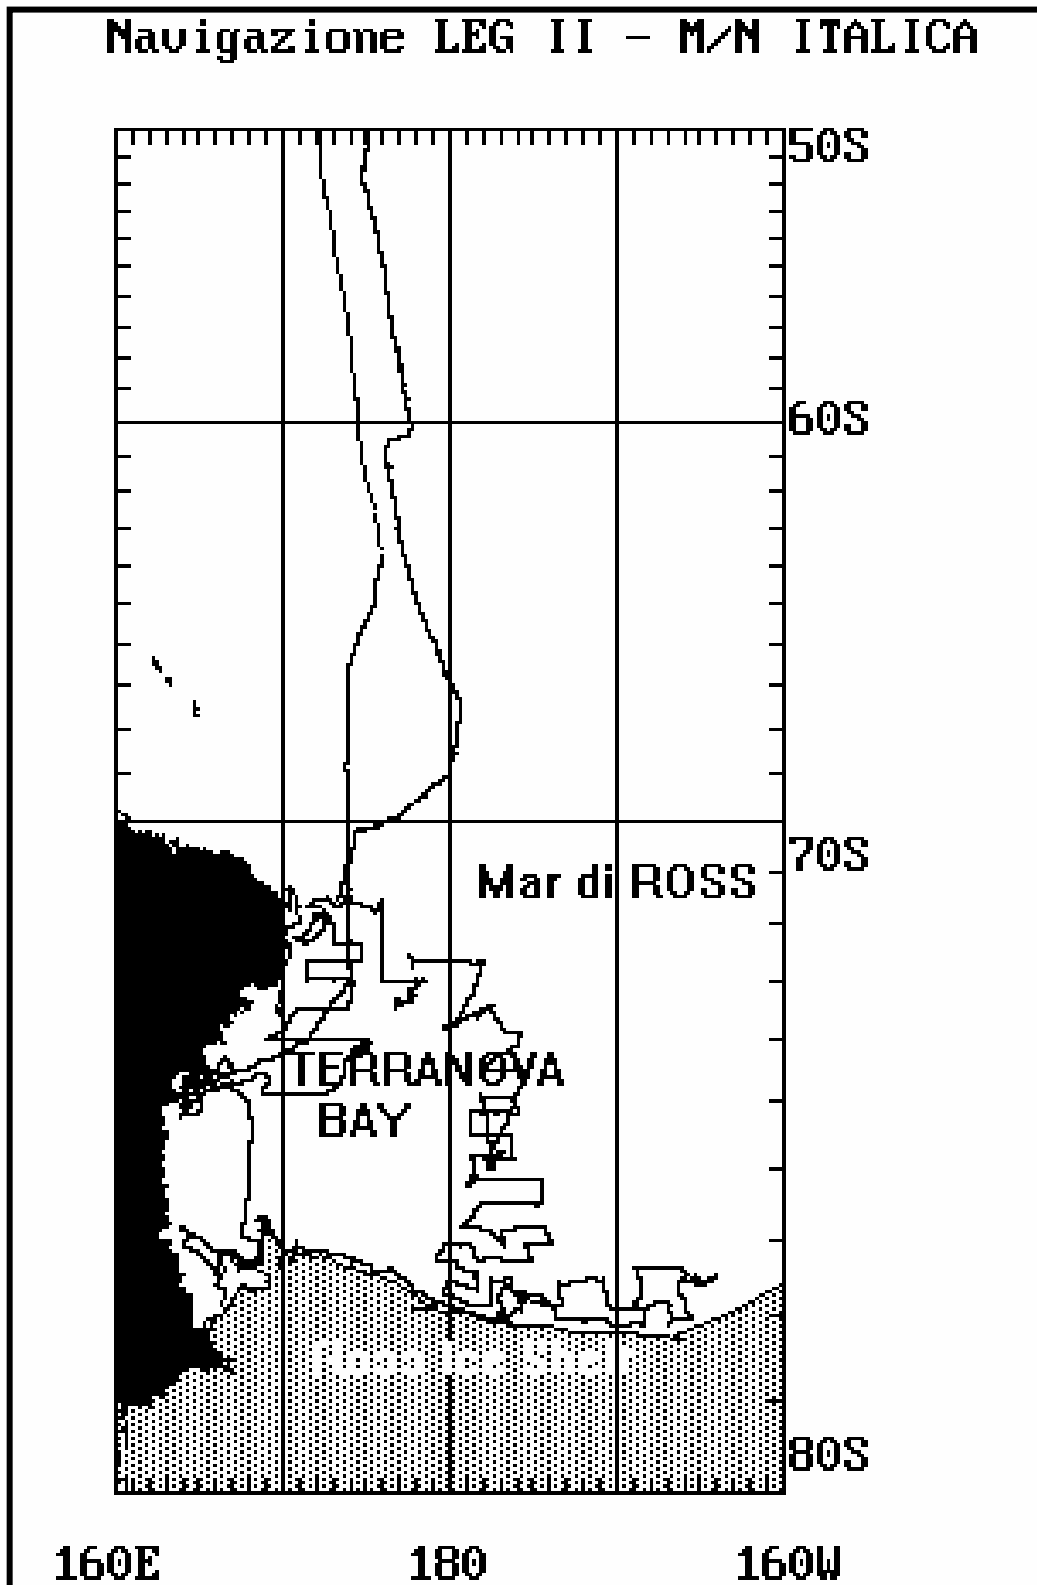 Navigazione LEG II - M/N ITALICA
50S
60S
70S
Mar di ROSS
TERRANOVA
BAY
80S
160E 180 160W